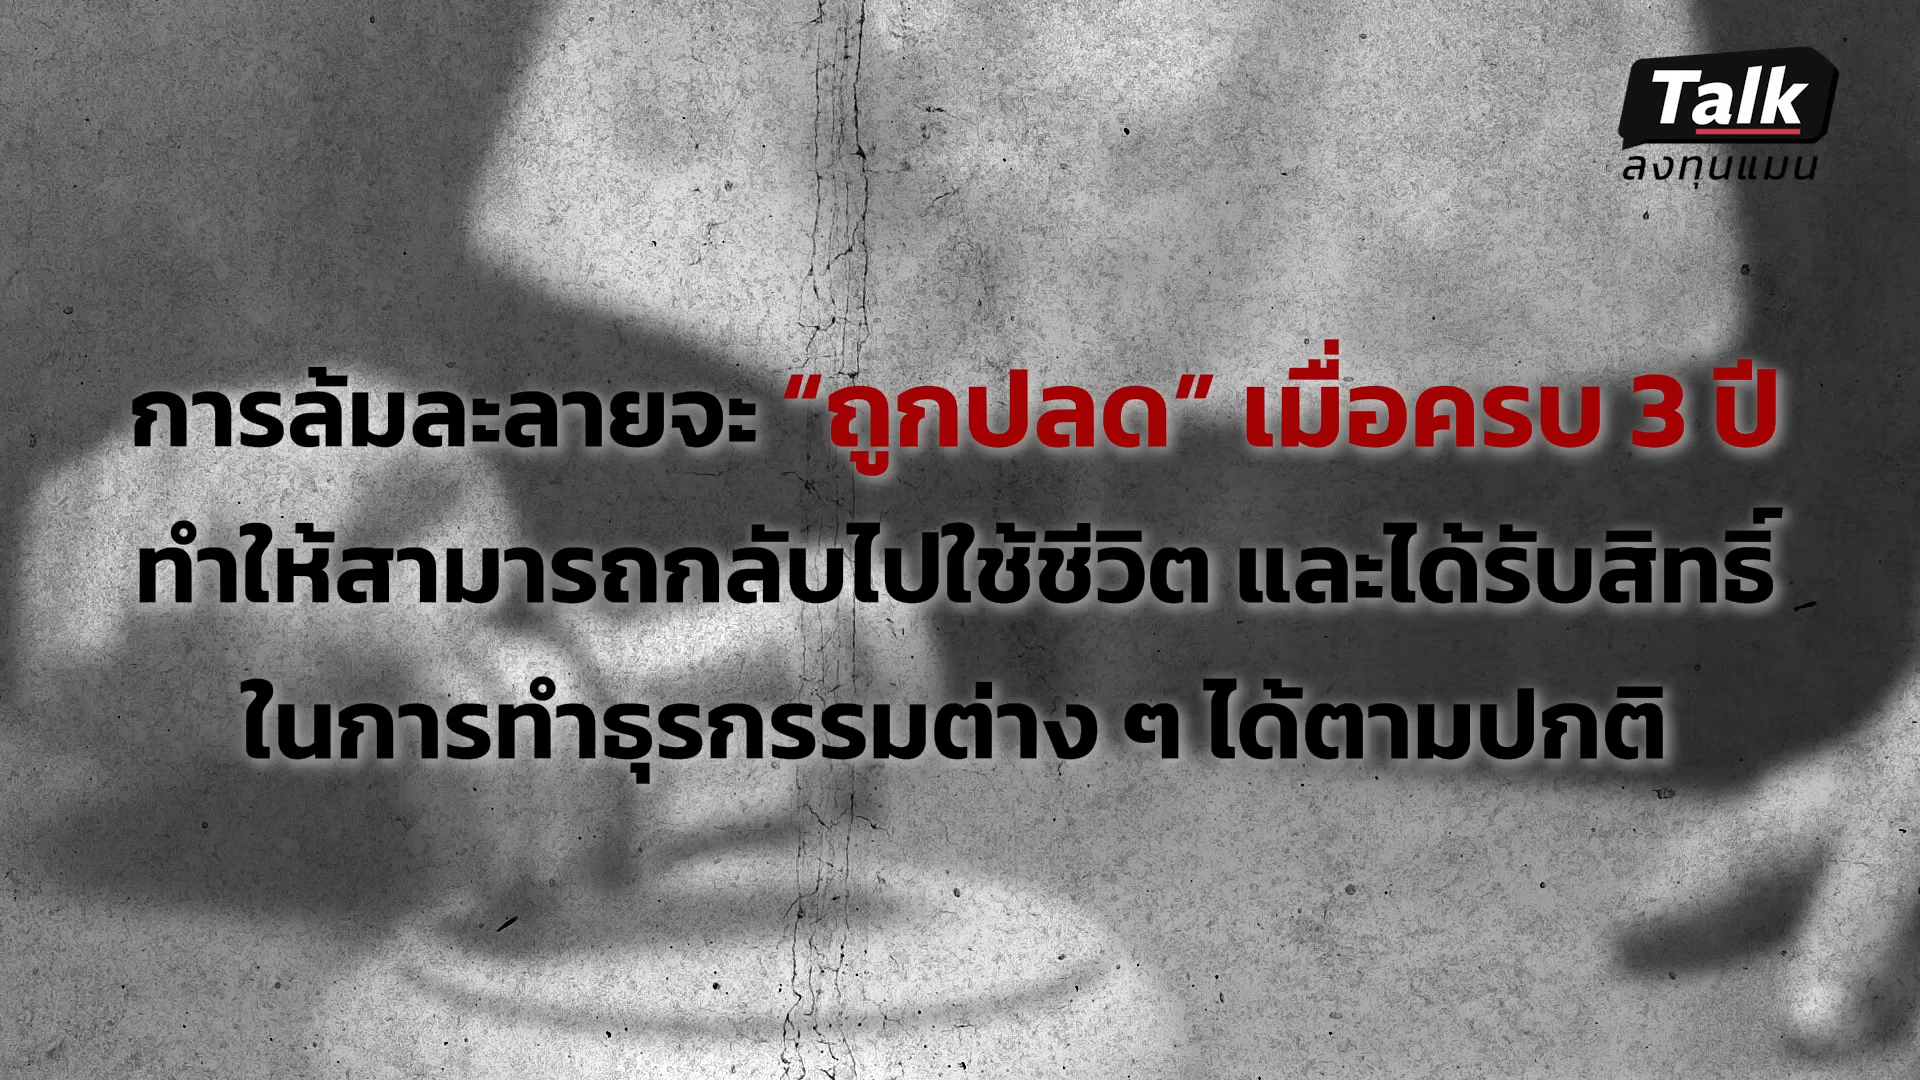 Talk
ลงทุนแมน
การล้มละลายจะ “ถูกปลด” เมื่อครบ 3 ปี
ทำให้สามารถกลับไปใช้ชีวิต และได้รับสิทธิ์
ในการทำธุรกรรมต่าง ๆ ได้ตามปกติ